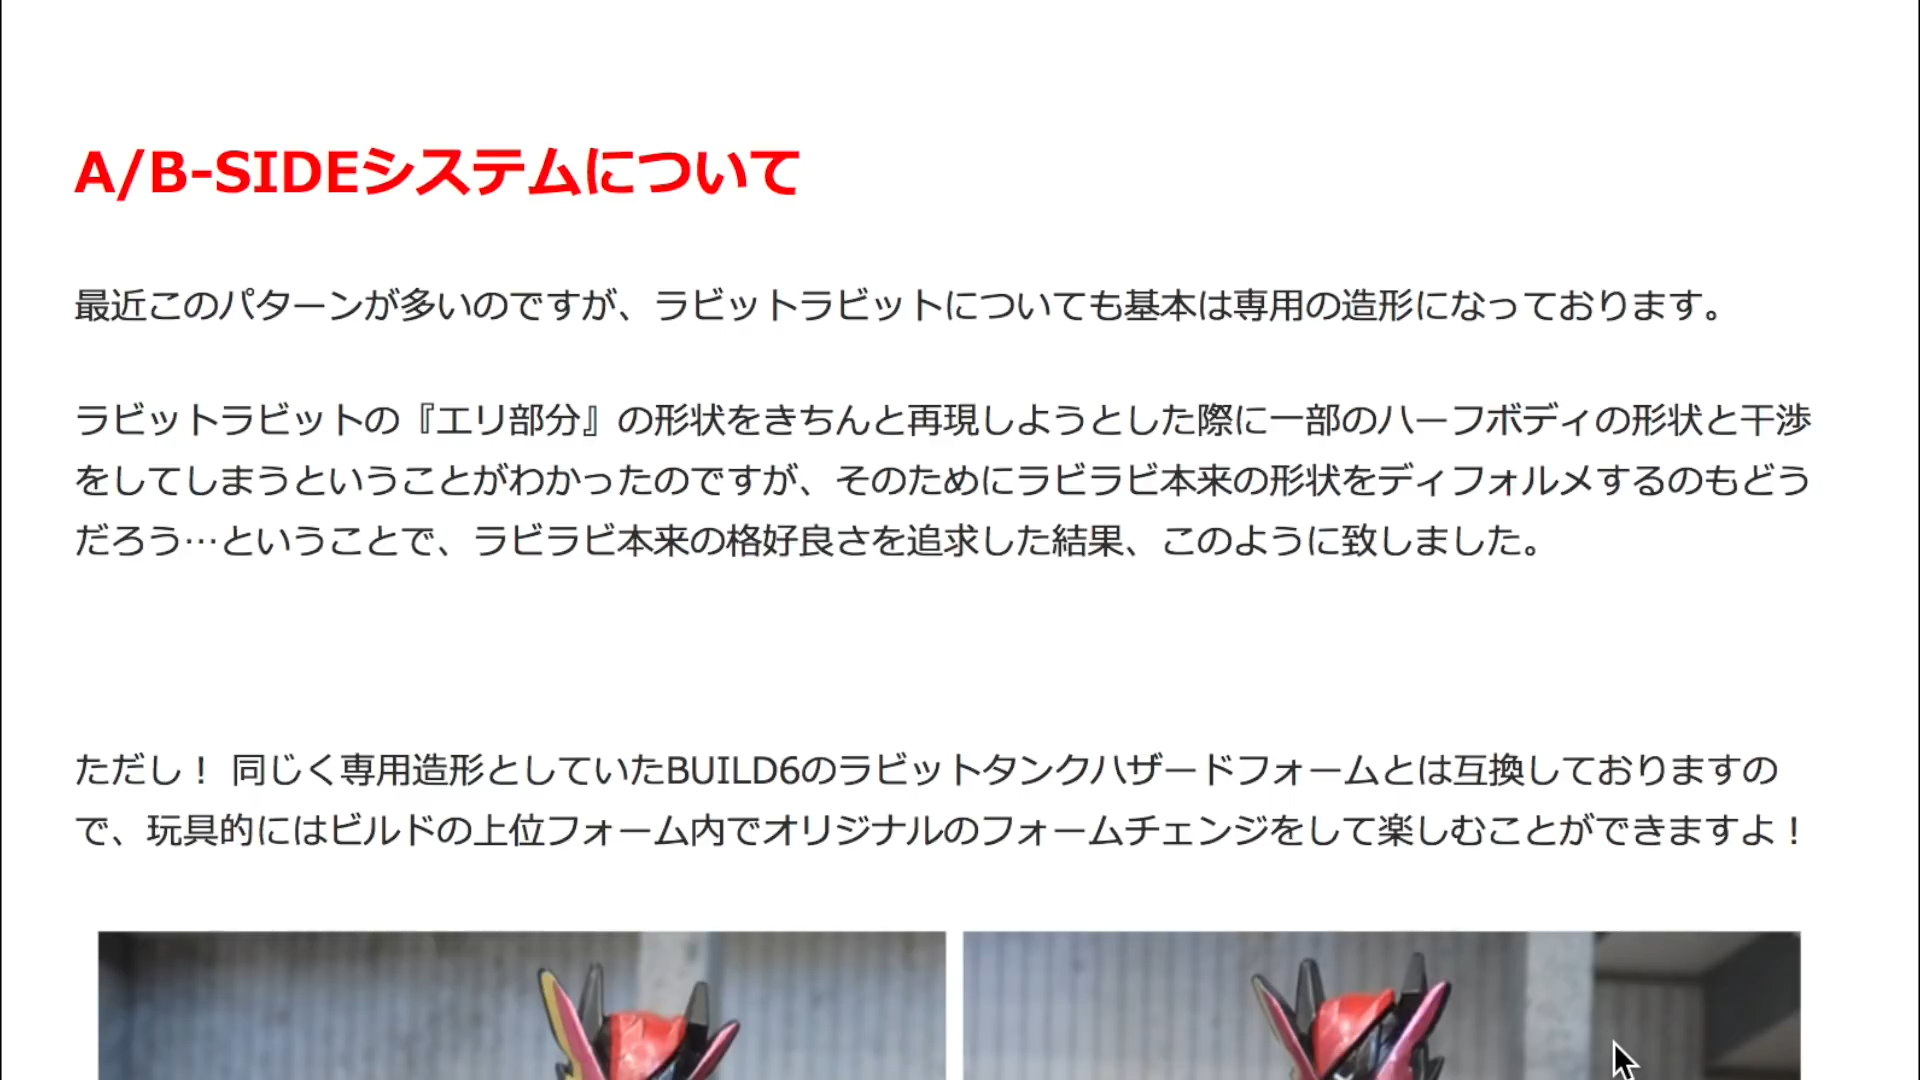 A/B-SIDEシステムについて
最近このパターンが多いのですが、ラビットラビットについても基本は専用の造形になっております。
ラビットラビットの『エリ部分』の形状をきちんと再現しようとした際に一部のハーフボディの形状と干渉
をしてしまうということがわかったのですが、そのためにラビラビ本来の形状をディフォルメするのもどう
だろう…ということで、ラビラビ本来の格好良さを追求した結果、このように致しました。
ただし！ 同じく専用造形としていたBUILD6のラビットタンクハザードフォームとは互換しておりますの
で、玩具的にはビルドの上位フォーム内でオリジナルのフォームチェンジをして楽しむことができますよ！